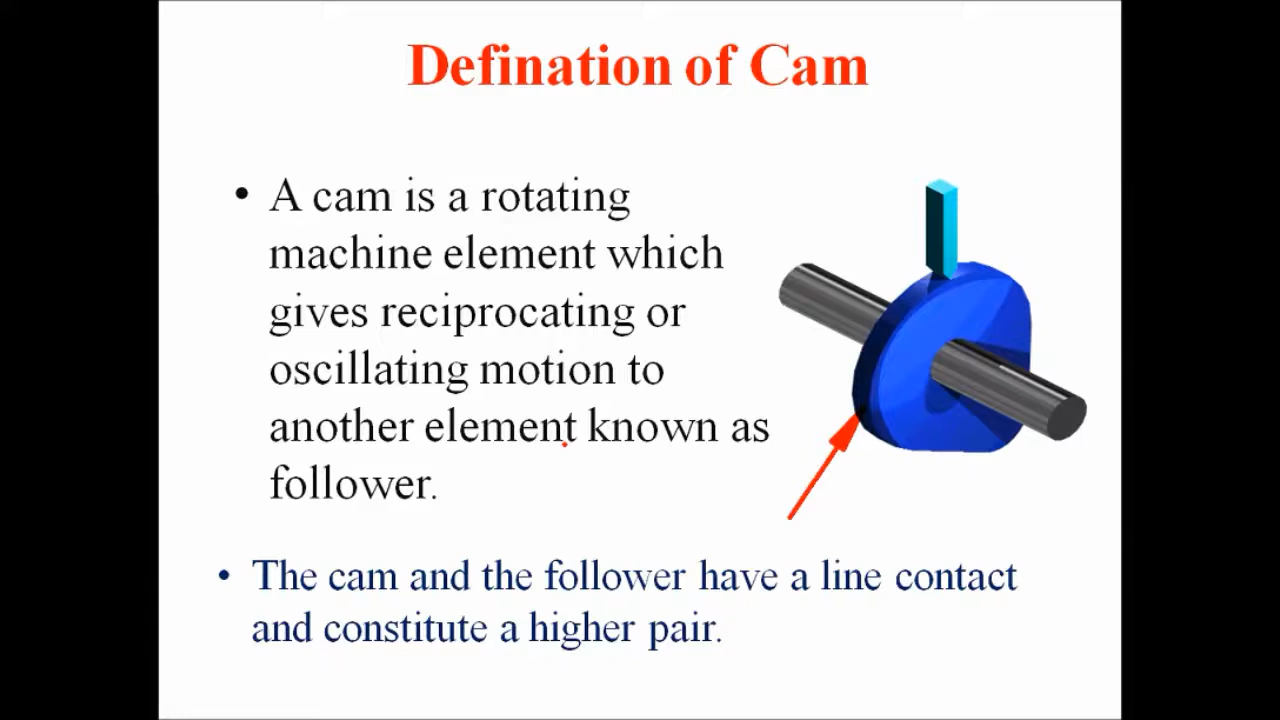 Defination of Cam
• A cam is a rotating
machine element which
gives reciprocating or
oscillating motion to
another element known as
follower.
• The cam and the follower have a line contact
and constitute a higher pair.